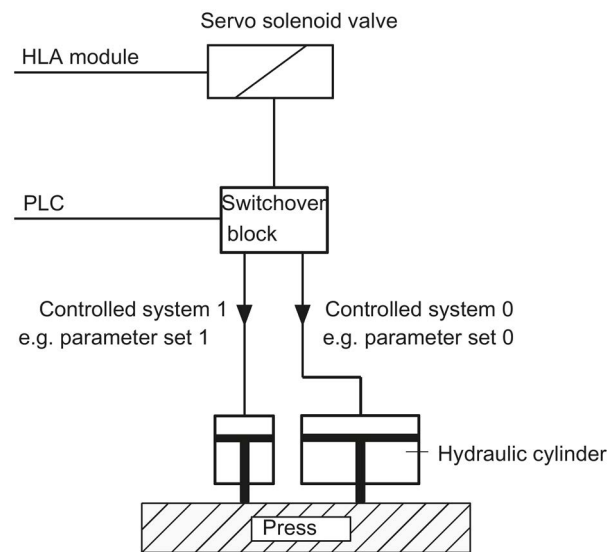 Servo solenoid valve
HLA module
PLC
Switchover
block
Controlled system 1
e.g. parameter set 1
Controlled system 0
e.g. parameter set 0
Hydraulic cylinder
Press